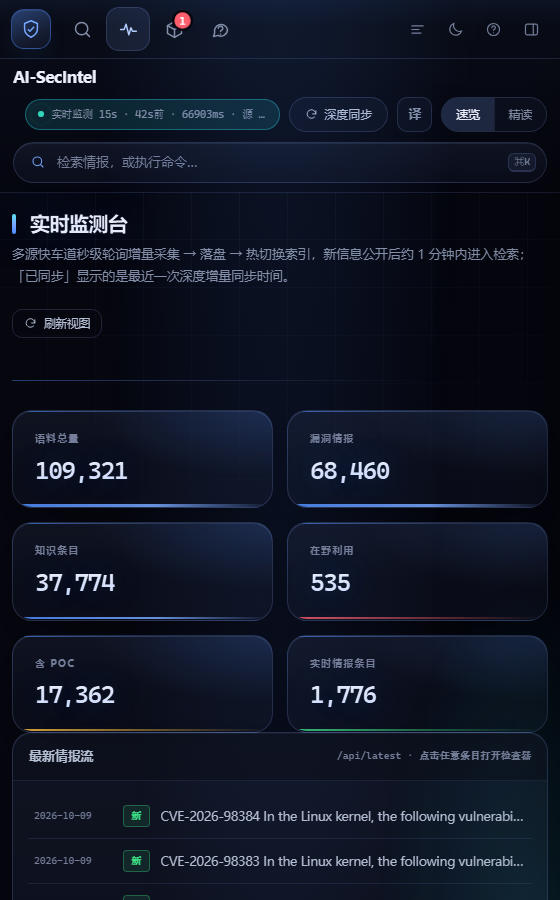 1
AI-SecIntel
实时监测 15s · 42s前 · 66903ms · 源 …
深度同步
译
速览
精读
检索情报，或执行命令...
⌘K
实时监测台
多源快车道秒级轮询增量采集 → 落盘 → 热切换索引，新信息公开后约 1 分钟内进入检索；
「已同步」显示的是最近一次深度增量同步时间。
刷新视图
语料总量
109,321
漏洞情报
68,460
知识条目
37,774
在野利用
535
含 POC
17,362
实时情报条目
1,776
最新情报流
/api/latest · 点击任意条目打开检查器
2026-10-09 新 CVE-2026-98384 In the Linux kernel, the following vulnerabi...
2026-10-09 新 CVE-2026-98383 In the Linux kernel, the following vulnerabi...